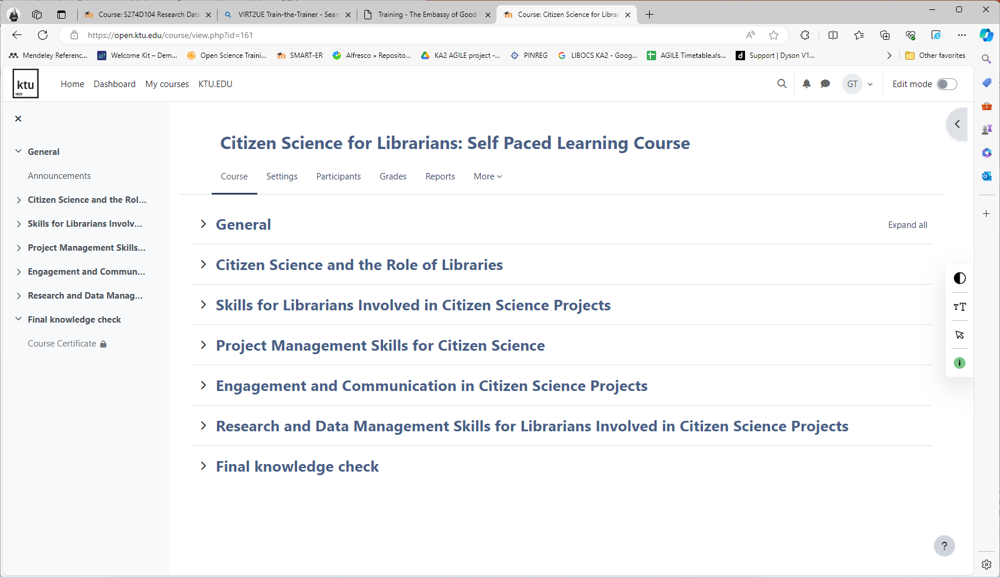 Course: S274D104 Research Data
VIRT2UE Train-the-Trainer - Sear
Training - The Embassy of Good S
Course: Citizen Science for Librar
https://open.ktu.edu/course/view.php?id=161
Mendeley Referenc...
Welcome Kit – Dem...
Open Science Traini...
SMART-ER
Alfresco » Reposito...
KA2 AGILE project -...
PINREG
LIBOCS KA2 - Goog...
AGILE Timetable.xls...
Support | Dyson V1...
Other favorites
ktu
1922
Home
Dashboard
My courses
KTU.EDU
GT
Edit mode
General
Announcements
Citizen Science and the Rol...
Skills for Librarians Involv...
Project Management Skills...
Engagement and Commun...
Research and Data Manag...
Final knowledge check
Course Certificate
Citizen Science for Librarians: Self Paced Learning Course
Course
Settings
Participants
Grades
Reports
More
General
Expand all
Citizen Science and the Role of Libraries
Skills for Librarians Involved in Citizen Science Projects
Project Management Skills for Citizen Science
Engagement and Communication in Citizen Science Projects
Research and Data Management Skills for Librarians Involved in Citizen Science Projects
Final knowledge check
TT
i
?